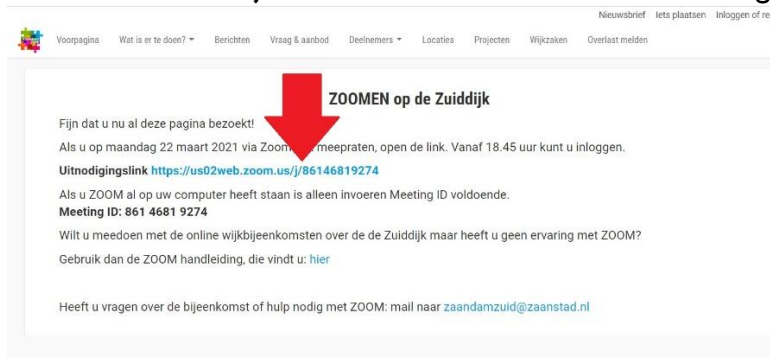 Nieuwsbrief Iets plaatsen Inloggen of re
Voorpagina Wat is er te doen? Berichten Vraag & aanbod Deelnemers Locaties Projecten Wijkzaken Overlast melden
ZOOMEN op de Zuiddijk
Fijn dat u nu al deze pagina bezoekt!
Als u op maandag 22 maart 2021 via Zoom meepraten, open de link. Vanaf 18.45 uur kunt u inloggen.
Uitnodigingslink https://us02web.zoom.us/j/86146819274
Als u ZOOM al op uw computer heeft staan is alleen invoeren Meeting ID voldoende.
Meeting ID: 861 4681 9274
Wilt u meedoen met de online wijkbijeenkomsten over de de Zuiddijk maar heeft u geen ervaring met ZOOM?
Gebruik dan de ZOOM handleiding, die vindt u: hier
Heeft u vragen over de bijeenkomst of hulp nodig met ZOOM: mail naar zaandamzuid@zaanstad.nl